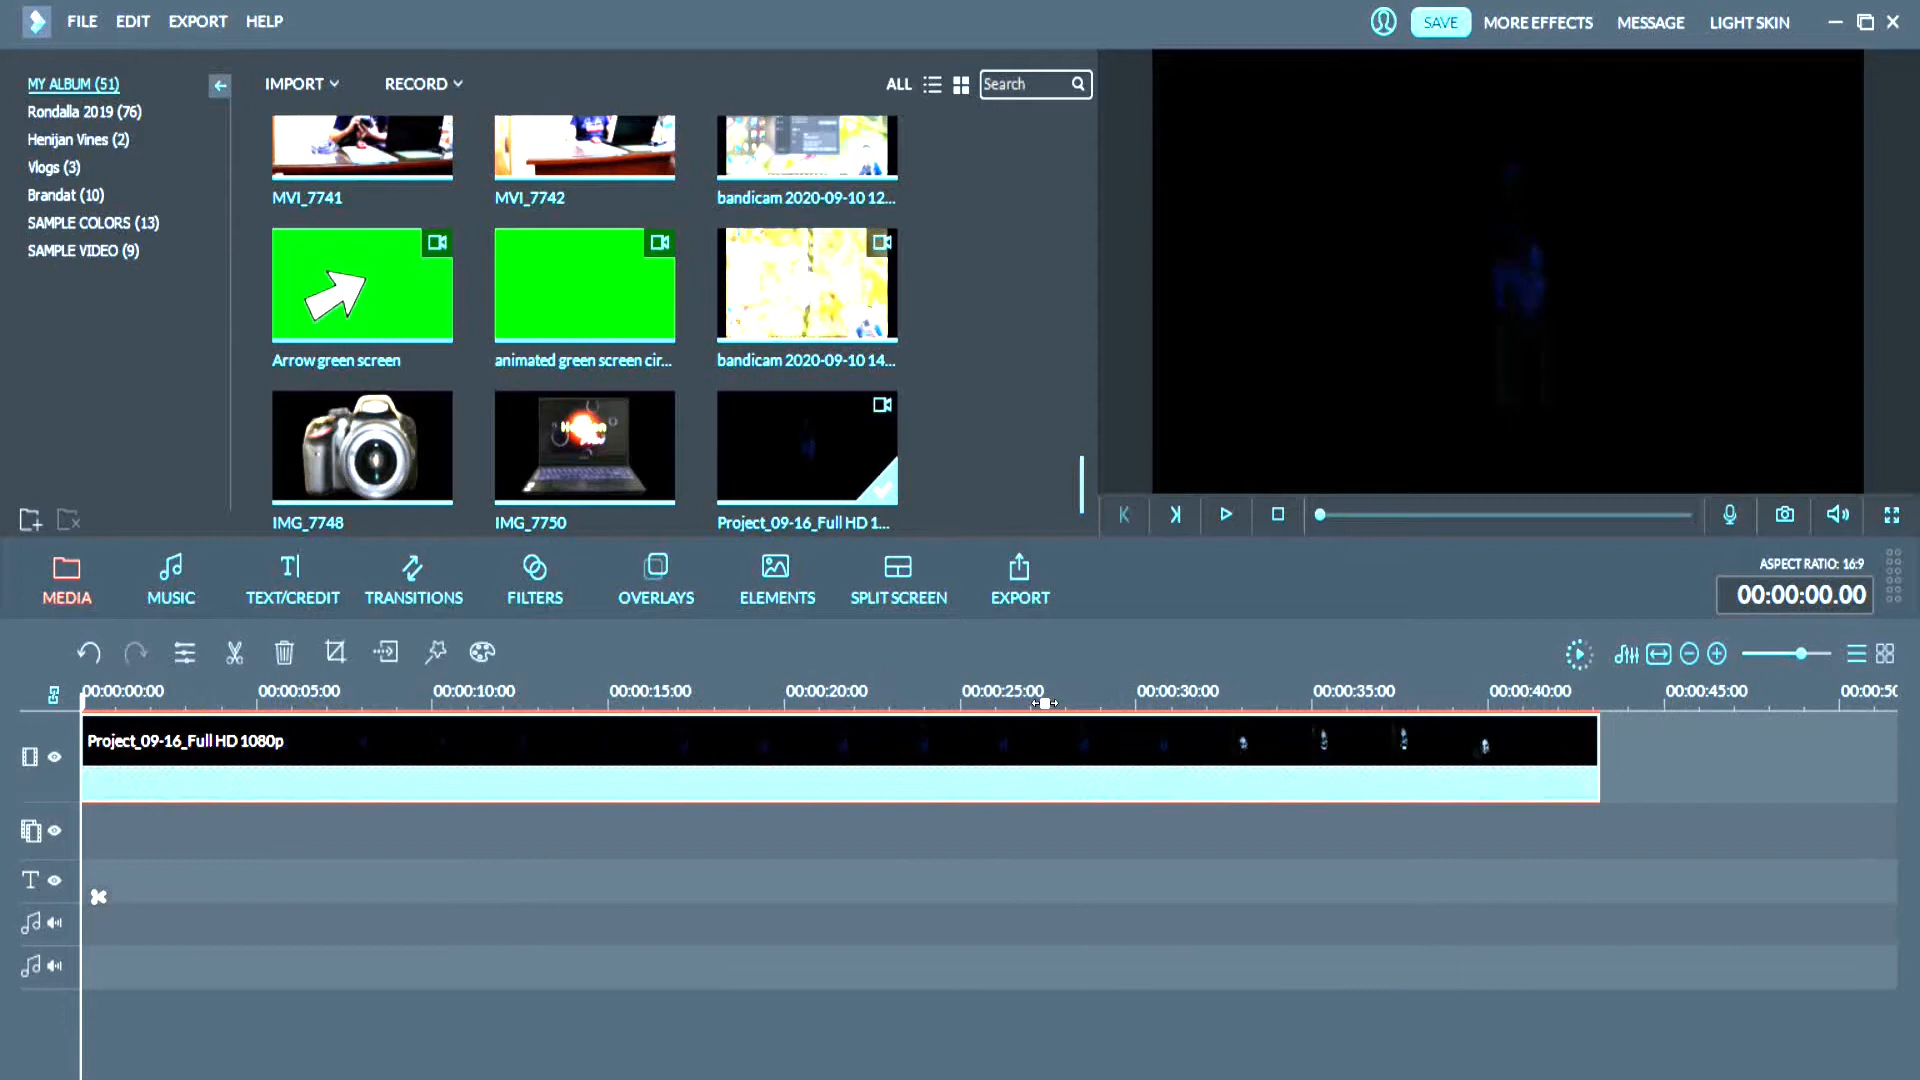 FILE EDIT EXPORT HELP
SAVE MORE EFFECTS MESSAGE LIGHT SKIN
MY ALBUM (51)
Rondalla 2019 (76)
Henijan Vines (2)
Vlogs (3)
Brandat (10)
SAMPLE COLORS (13)
SAMPLE VIDEO (9)
IMPORT RECORD ALL Search
MVI_7741 MVI_7742 bandicam 2020-09-10 12...
Arrow green screen animated green screen cir... bandicam 2020-09-10 14...
IMG_7748 IMG_7750 Project_09-16_Full HD 1...
MEDIA MUSIC TEXT/CREDIT TRANSITIONS FILTERS OVERLAYS ELEMENTS SPLIT SCREEN EXPORT
ASPECT RATIO: 16:9
00:00:00.00
00:00:00:00 00:00:05:00 00:00:10:00 00:00:15:00 00:00:20:00 00:00:25:00 00:00:30:00 00:00:35:00 00:00:40:00 00:00:45:00 00:00:50
Project_09-16_Full HD 1080p